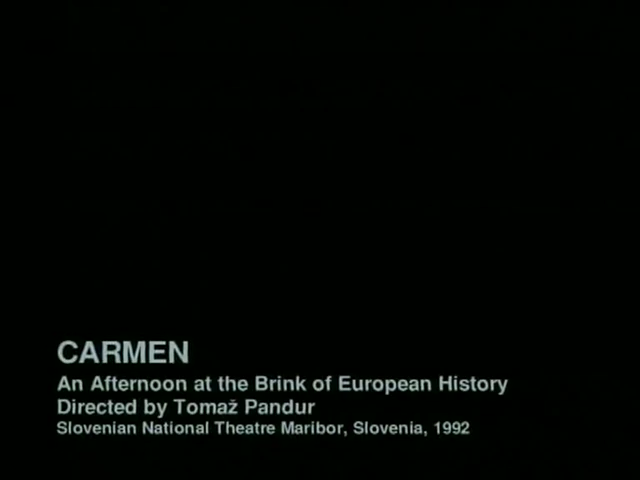 CARMEN
An Afternoon at the Brink of European History
Directed by Tomaž Pandur
Slovenian National Theatre Maribor, Slovenia, 1992